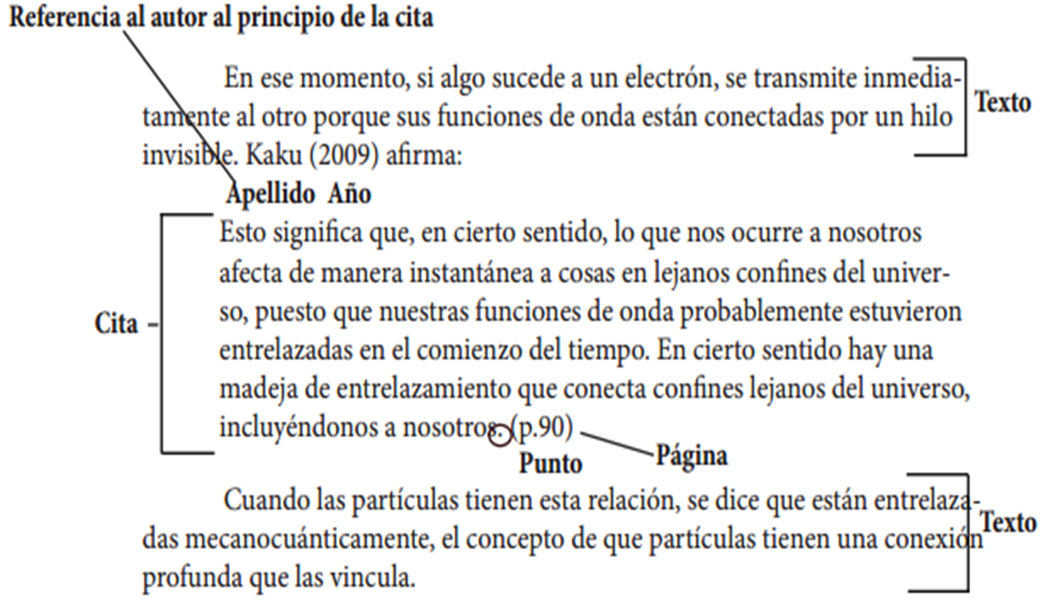 Referencia al autor al principio de la cita
En ese momento, si algo sucede a un electrón, se transmite inmedia-
tamente al otro porque sus funciones de onda están conectadas por un hilo
invisible. Kaku (2009) afirma:
Texto
Apellido Año
Esto significa que, en cierto sentido, lo que nos ocurre a nosotros
afecta de manera instantánea a cosas en lejanos confines del univer-
so, puesto que nuestras funciones de onda probablemente estuvieron
entrelazadas en el comienzo del tiempo. En cierto sentido hay una
madeja de entrelazamiento que conecta confines lejanos del universo,
incluyéndonos a nosotros. (p.90)
Cita
Punto
Página
Cuando las partículas tienen esta relación, se dice que están entrelaza-
das mecanocuánticamente, el concepto de que partículas tienen una conexión
profunda que las vincula.
Texto